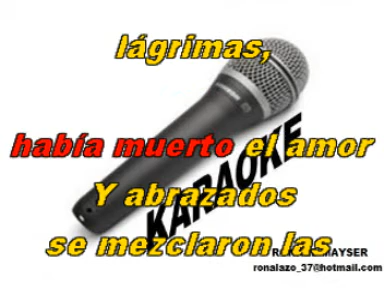 lágrimas,
había muerto el amor
KARAOKE
Y abrazados
se mezclaron las
ronalazo_37@hotmail.com